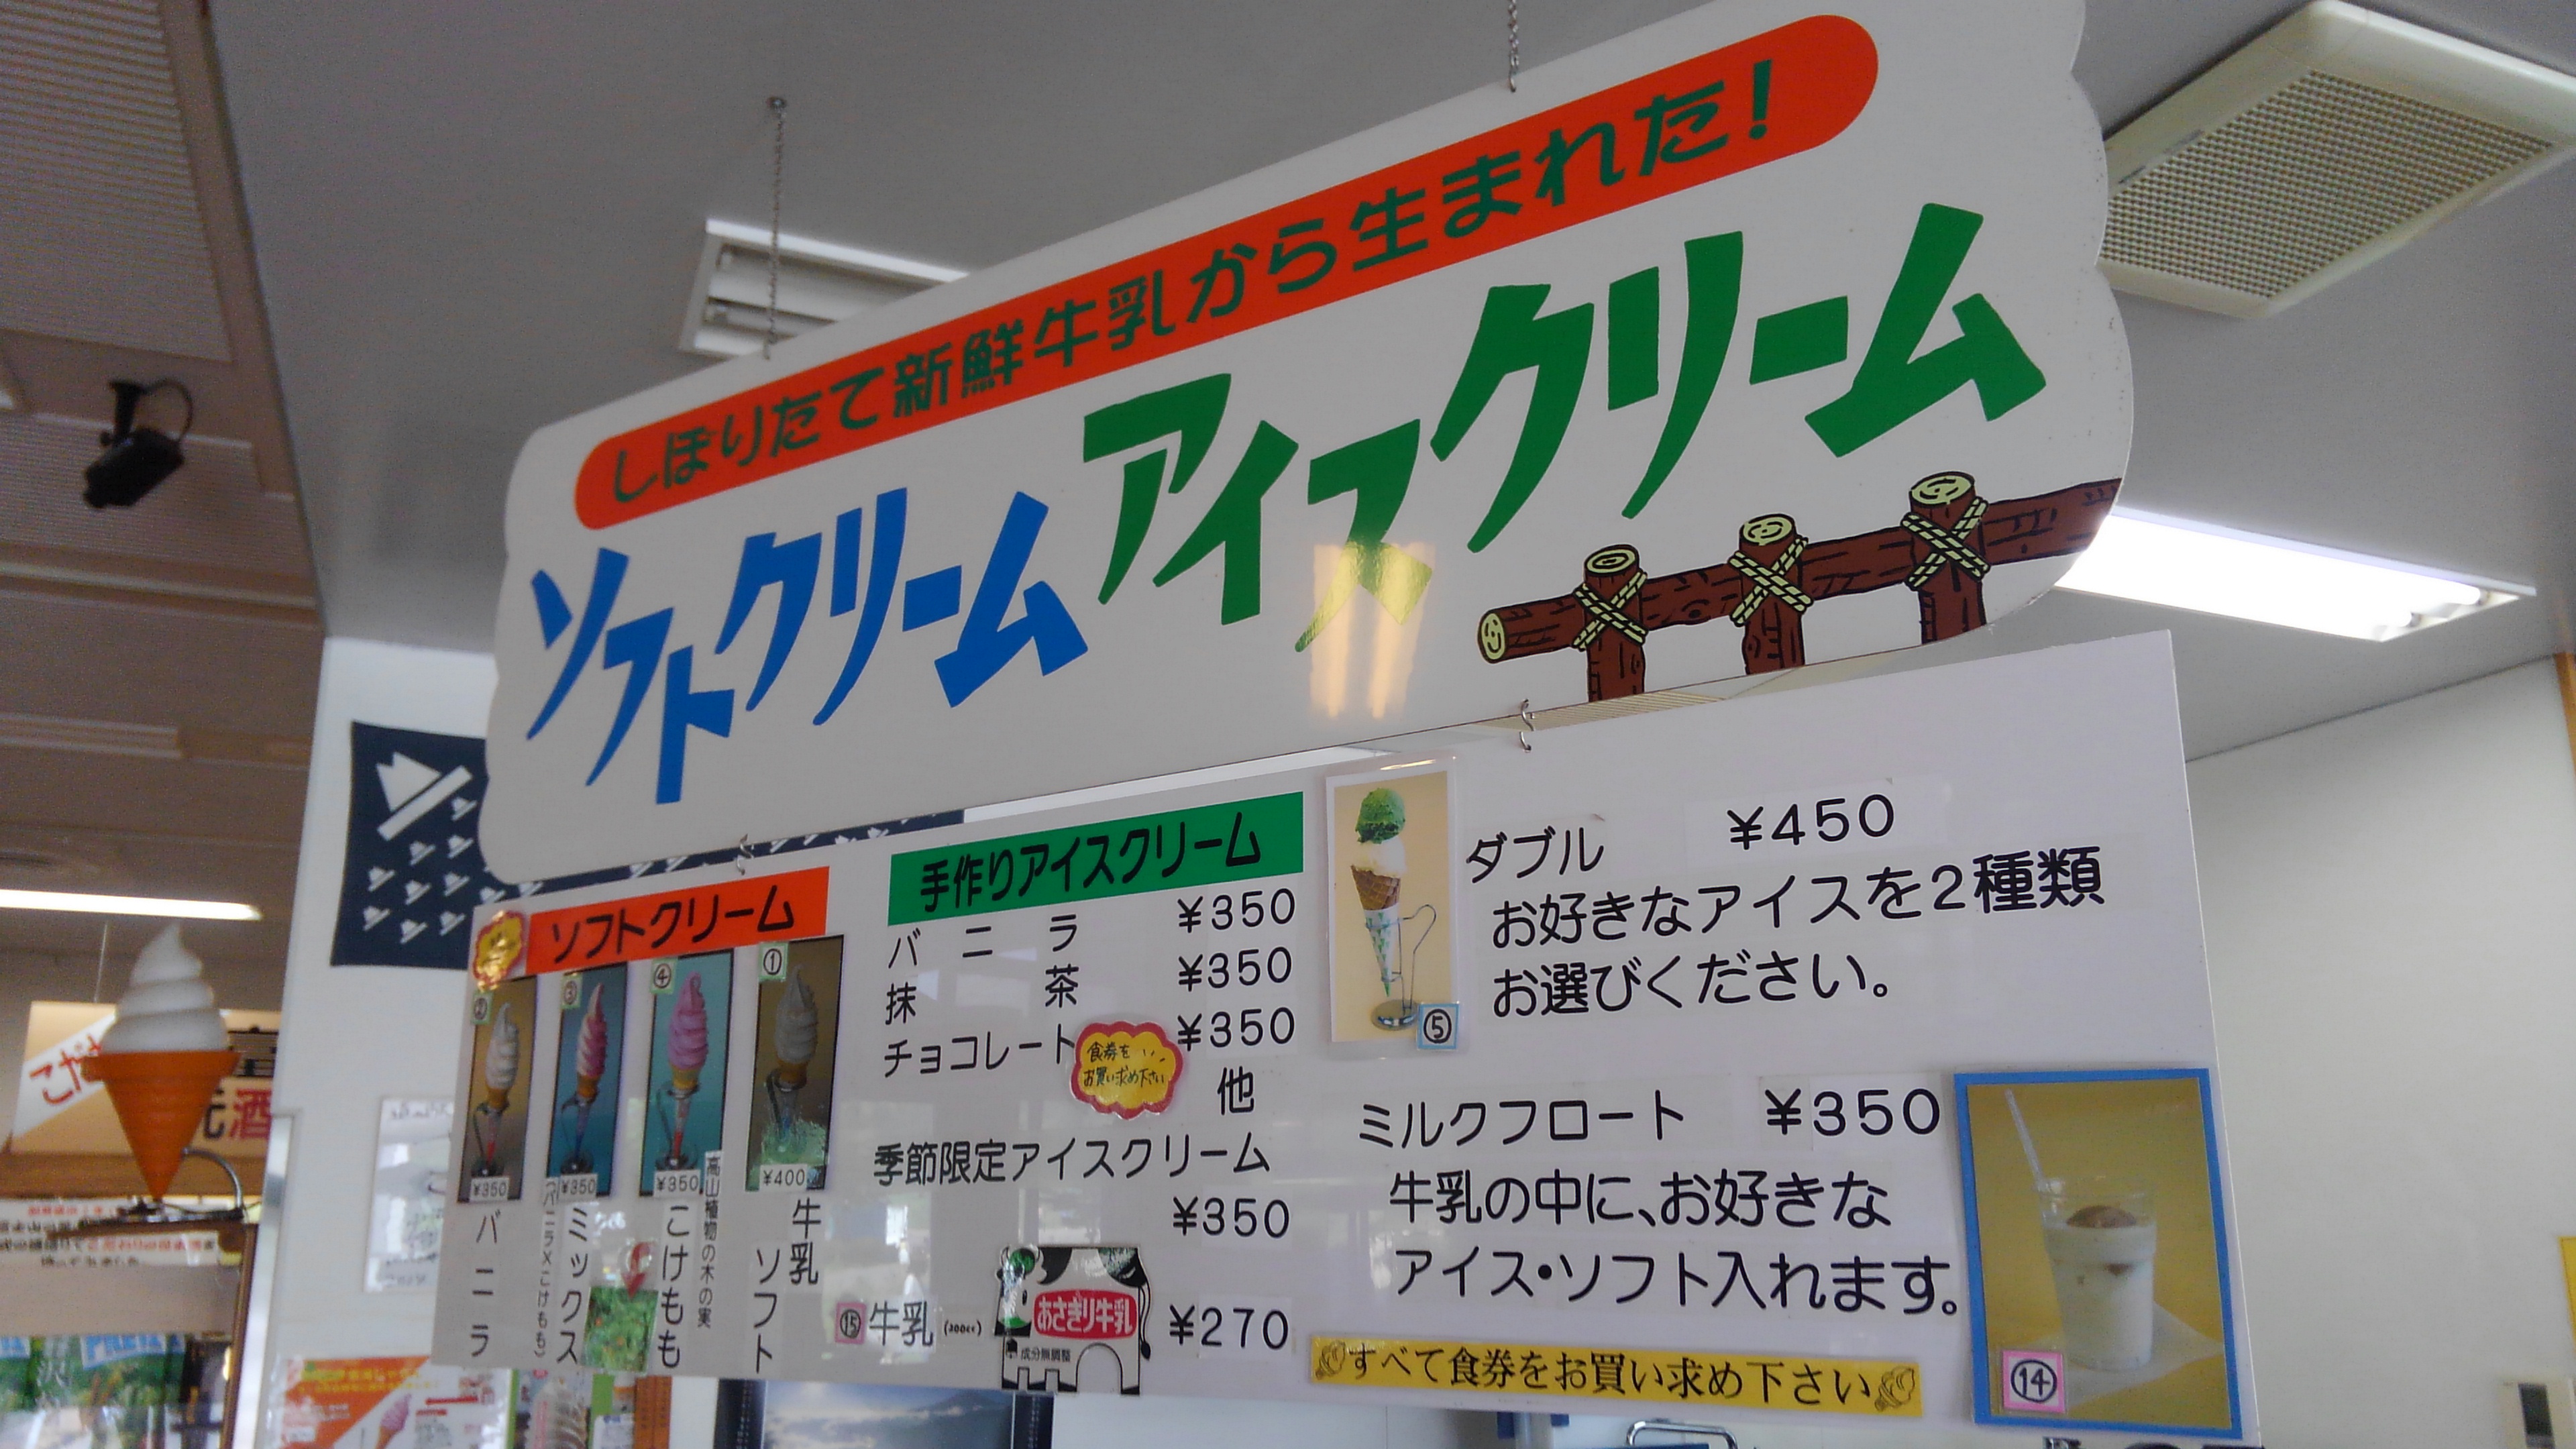 しぼりたて新鮮牛乳から生まれた!
ソフトクリーム アイスクリーム
ソフトクリーム
② ¥350 バニラ
③ ¥350 ミックス
(バニラ×こけもも)
④ ¥350 こけもも
高山植物の木の実
① ¥400 牛乳ソフト
手作りアイスクリーム
バニラ ¥350
抹茶 ¥350
チョコレート ¥350
他
食券を
お買い求め下さい
季節限定アイスクリーム
¥350
⑮ 牛乳 (200cc) ¥270
あさぎり牛乳
成分無調整
ダブル ¥450
お好きなアイスを2種類
お選びください。
⑤
ミルクフロート ¥350
牛乳の中に、お好きな
アイス・ソフト入れます。
⑭
すべて食券をお買い求め下さい